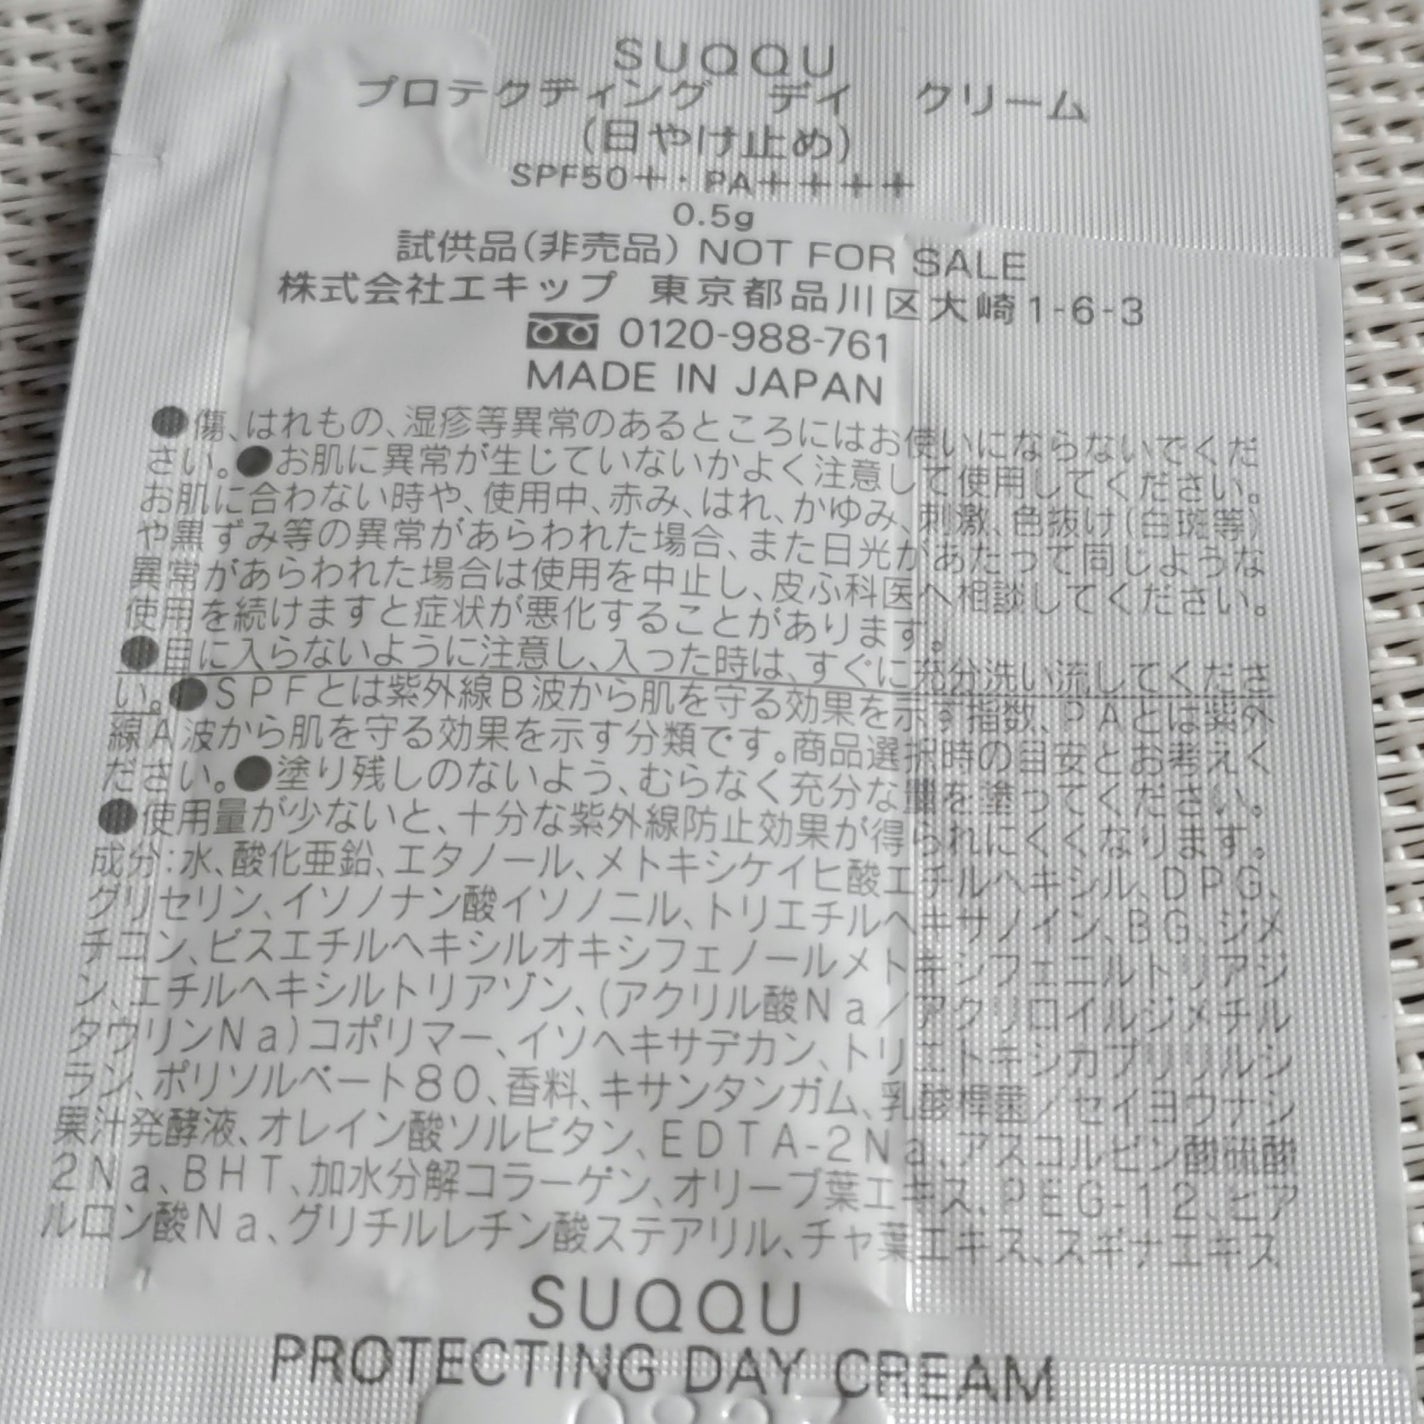 SUQQU
プロテクティング デイ クリーム
(日やけ止め)
SPF50+・PA++++
0.5g
試供品(非売品) NOT FOR SALE
株式会社エキップ 東京都品川区大崎1-6-3
0120-988-761
MADE IN JAPAN
●傷、はれもの、湿疹等異常のあるところにはお使いにならないでくだ
さい。●お肌に異常が生じていないかよく注意して使用してください。
お肌に合わない時や、使用中、赤み、はれ、かゆみ、刺激、色抜け(白斑等)
や黒ずみ等の異常があらわれた場合、また日光があたって同じような
異常があらわれた場合は使用を中止し、皮ふ科医へ相談してください。
使用を続けますと症状が悪化することがあります。
●目に入らないように注意し、入った時は、すぐに充分洗い流してくださ
い。●SPFとは紫外線B波から肌を守る効果を示す指数、PAとは紫外
線A波から肌を守る効果を示す分類です。商品選択時の目安とお考えく
ださい。●塗り残しのないよう、むらなく充分な量を塗ってください。
●使用量が少ないと、十分な紫外線防止効果が得られにくくなります。
成分:水、酸化亜鉛、エタノール、メトキシケイヒ酸エチルヘキシル、DPG、
グリセリン、イソノナン酸イソノニル、トリエチルヘキサノイン、BG、ジメ
チコン、ビスエチルヘキシルオキシフェノールメトキシフェニルトリアジ
ン、エチルヘキシルトリアゾン、(アクリル酸Na/アクリロイルジメチル
タウリンNa)コポリマー、イソヘキサデカン、トリエトキシカプリリルシ
ラン、ポリソルベート80、香料、キサンタンガム、乳酸桿菌/セイヨウナシ
果汁発酵液、オレイン酸ソルビタン、EDTA-2Na、アスコルビン酸硫酸
2Na、BHT、加水分解コラーゲン、オリーブ葉エキス、PEG-12、ヒア
ルロン酸Na、グリチルレチン酸ステアリル、チャ葉エキス、スギナエキス
SUQQU
PROTECTING DAY CREAM